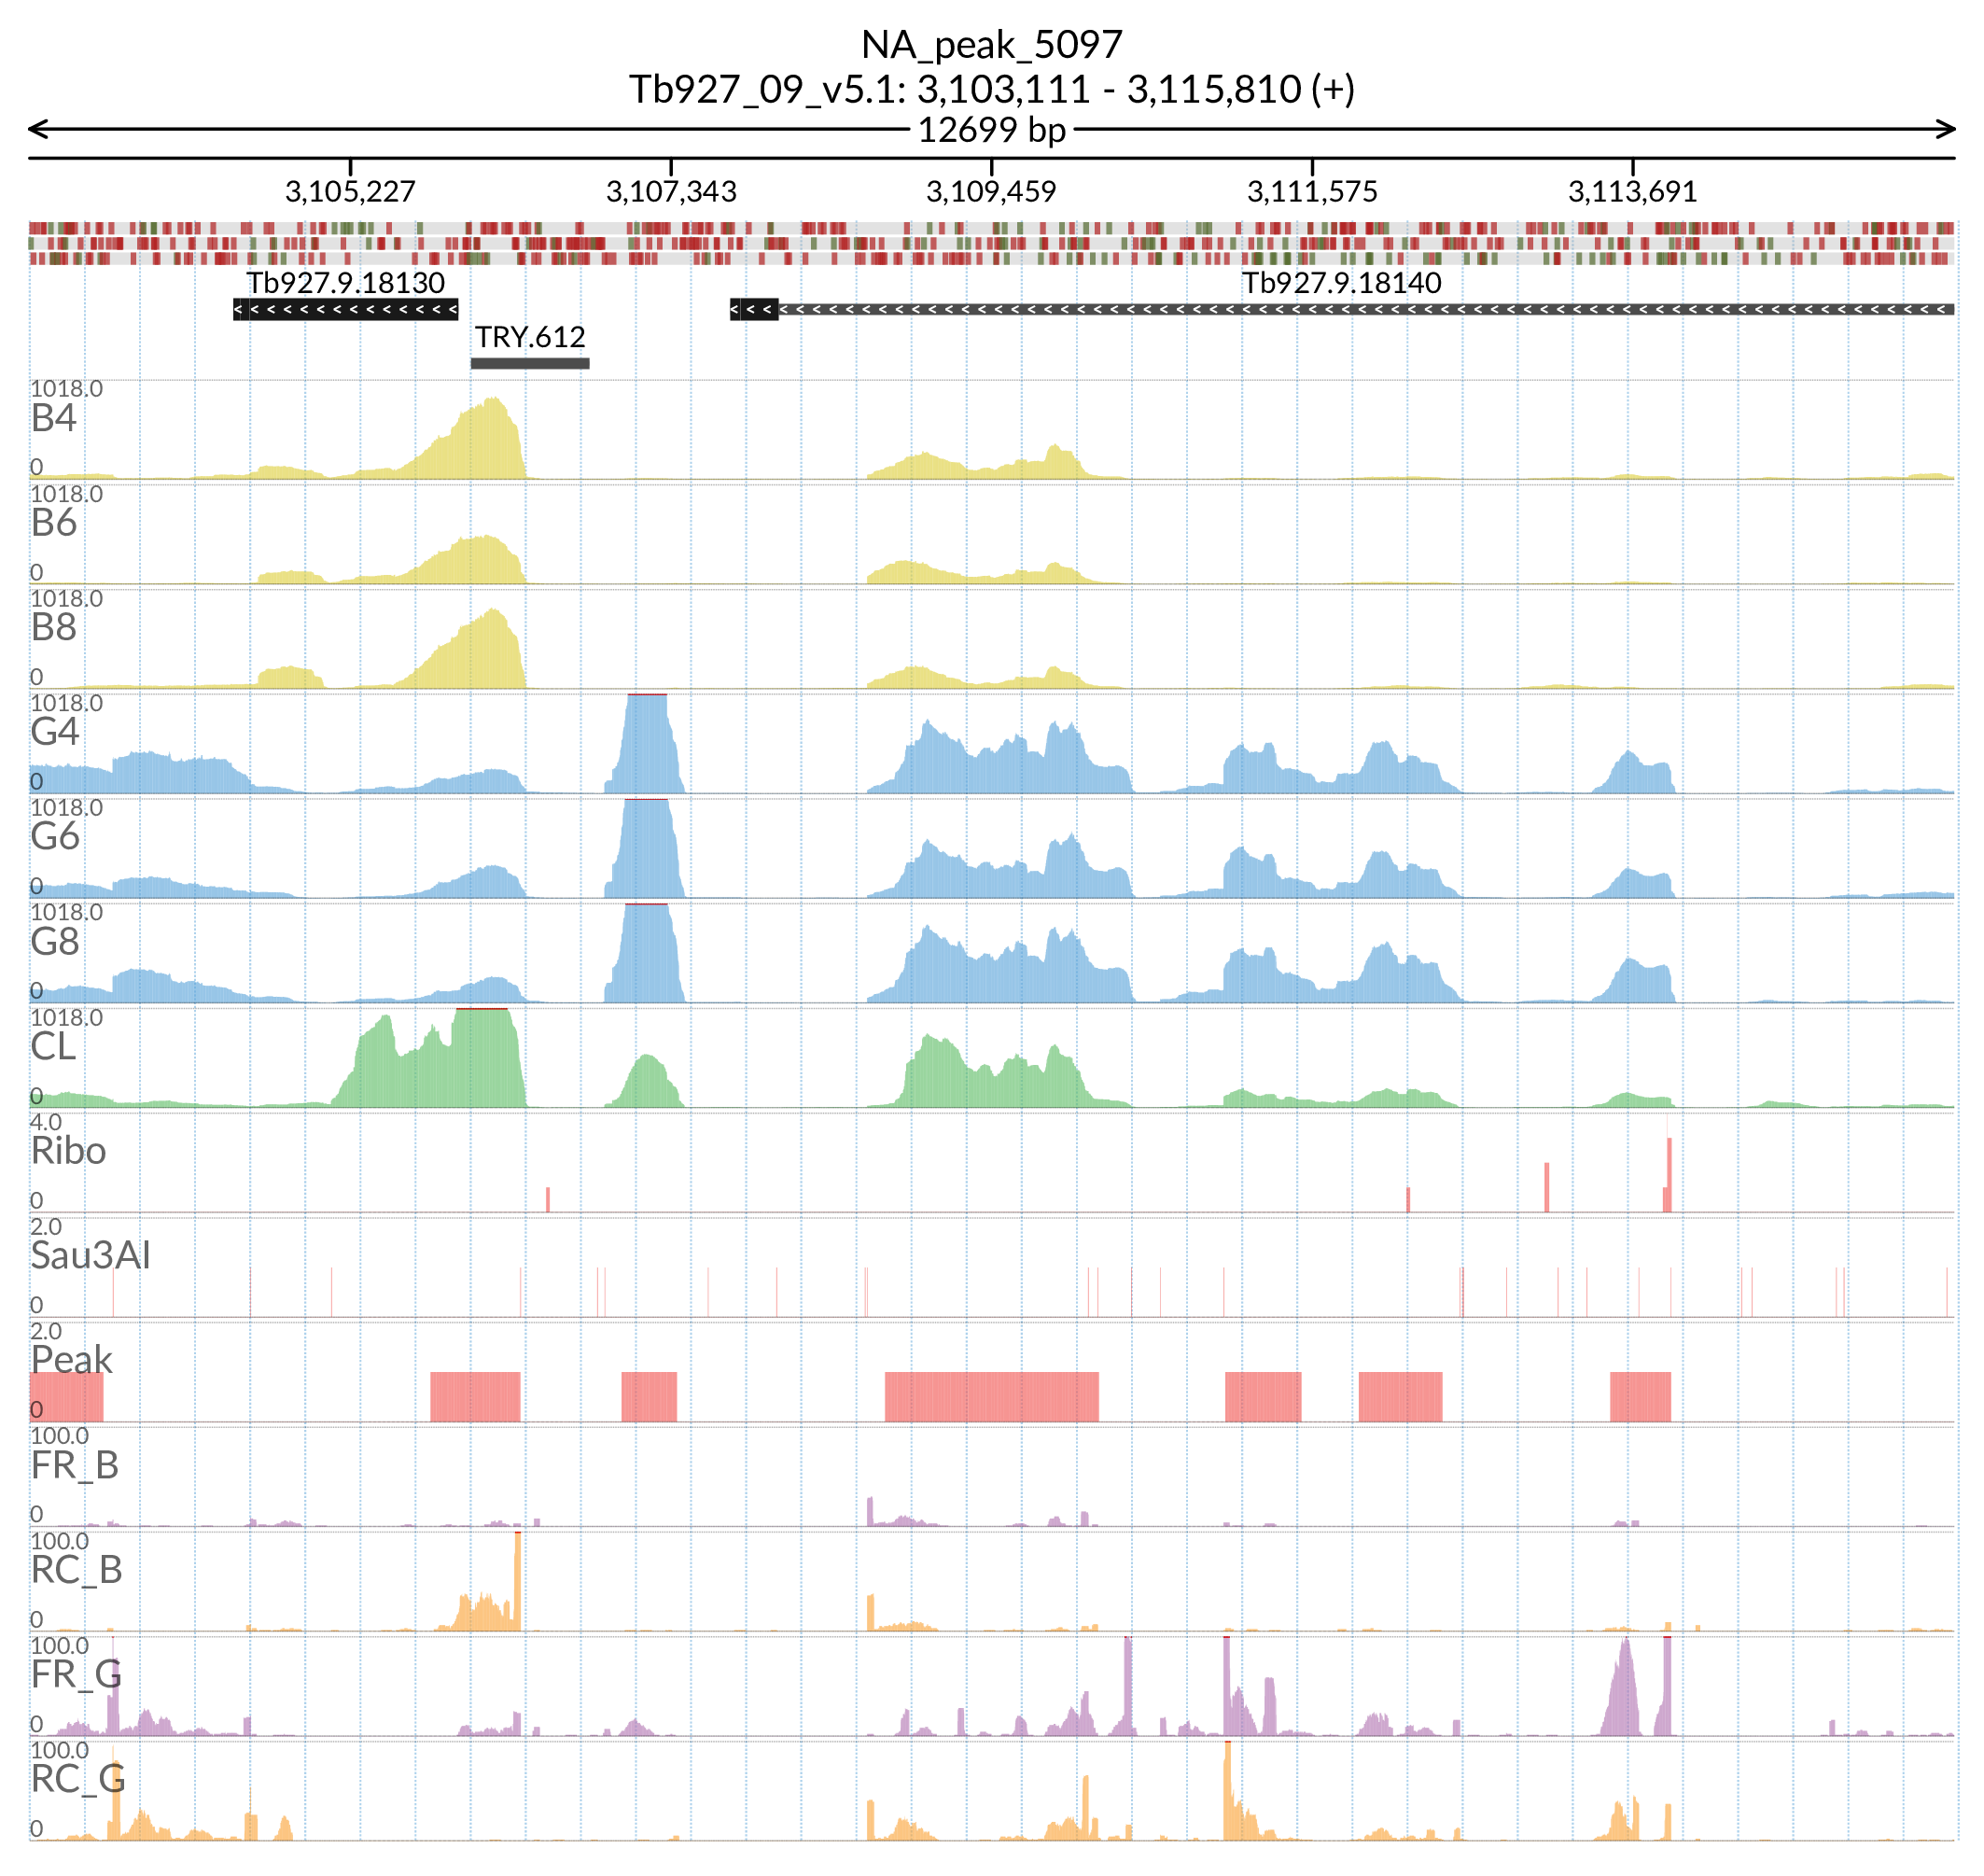 NA_peak_5097
Tb927_09_v5.1: 3,103,111 - 3,115,810 (+)
12699 bp
3,105,227 3,107,343 3,109,459 3,111,575 3,113,691
Tb927.9.18130 Tb927.9.18140
TRY.612
1018.0
B4
0
1018.0
B6
0
1018.0
B8
0
1018.0
G4
0
1018.0
G6
0
1018.0
G8
0
1018.0
CL
0
4.0
Ribo
0
2.0
Sau3AI
0
2.0
Peak
0
100.0
FR_B
0
100.0
RC_B
0
100.0
FR_G
0
100.0
RC_G
0